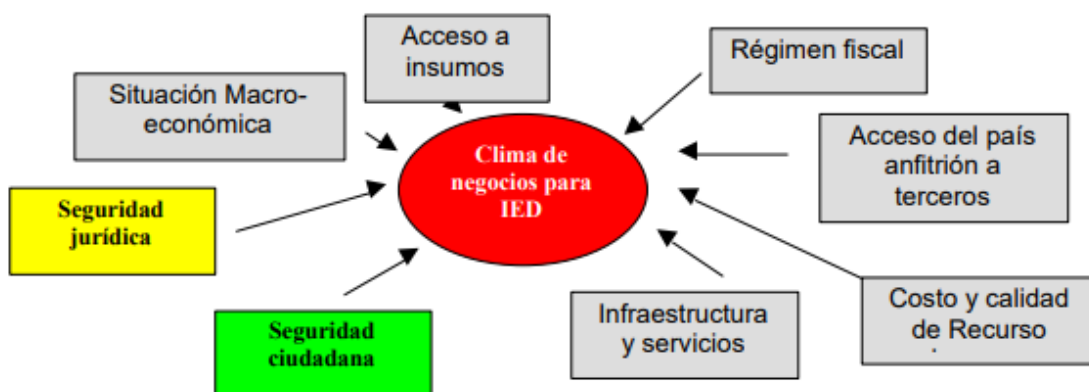 Acceso a
insumos
Régimen fiscal
Situación Macro-
económica
Clima de
negocios para
IED
Acceso del país
anfitrión a
terceros
Seguridad
jurídica
Seguridad
ciudadana
Infraestructura
y servicios
Costo y calidad
de Recurso